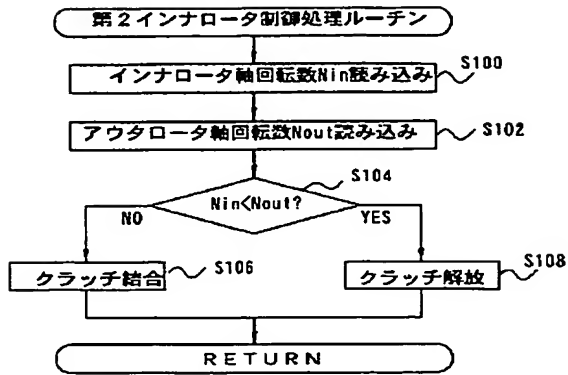 第２インナロータ制御処理ルーチン
インナロータ軸回転数Nin読み込み
S100
アウタロータ軸回転数Nout読み込み
S102
S104
Nin<Nout?
NO
YES
クラッチ結合
S106
クラッチ解放
S108
RETURN